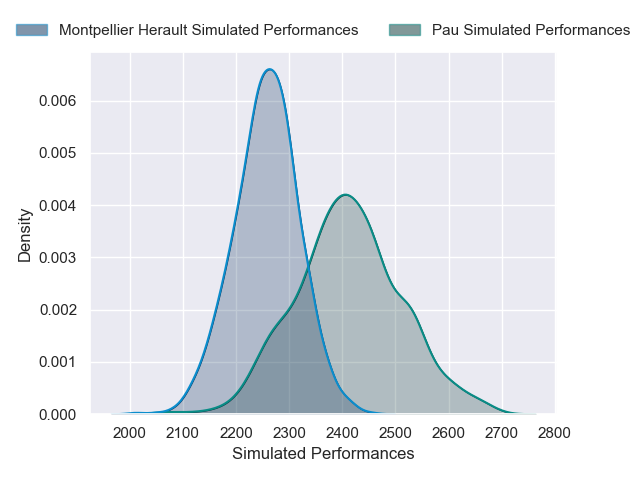 Montpellier Herault Simulated Performances Pau Simulated Performances
0.006
0.005
0.004
0.003
0.002
0.001
0.000
Density
2000 2100 2200 2300 2400 2500 2600 2700 2800
Simulated Performances